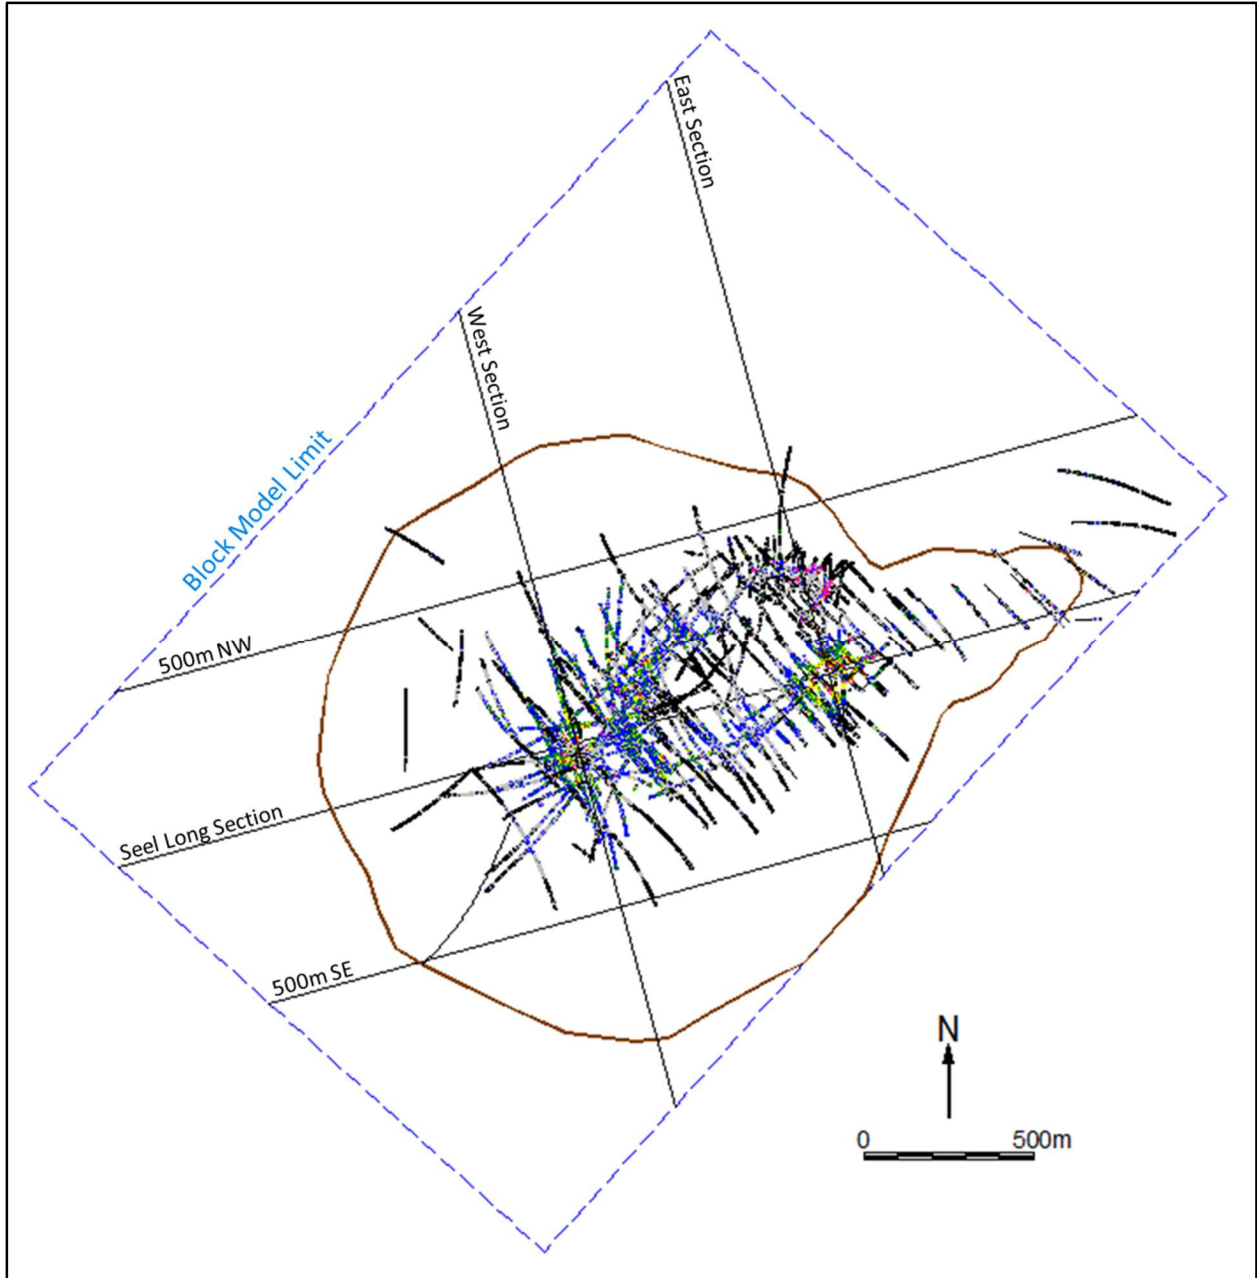 East Section
West Section
Block Model Limit
500m NW
Seel Long Section
500m SE
N
0 500m